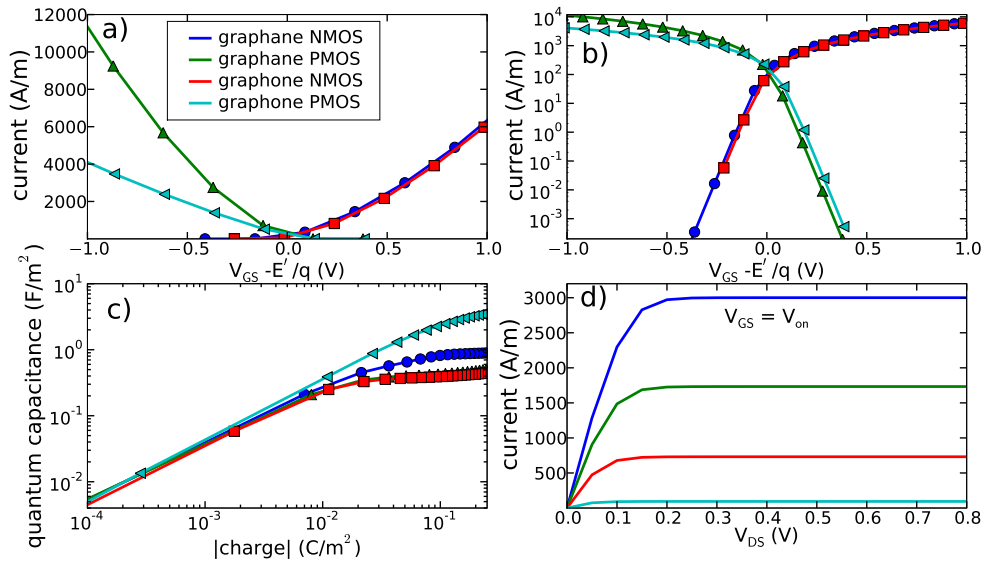 a)
graphane NMOS
graphane PMOS
graphone NMOS
graphone PMOS
12000
10000
8000
6000
4000
2000
current (A/m)
−1.0 −0.5 0.0 0.5 1.0
V_GS -E′/q (V)
b)
10^4
10^3
10^2
10^1
10^0
10^-1
10^-2
10^-3
current (A/m)
−1.0 −0.5 0.0 0.5 1.0
V_GS -E′/q (V)
c)
10^1
10^0
10^-1
10^-2
quantum capacitance (F/m^2)
10^-4 10^-3 10^-2 10^-1
|charge| (C/m^2)
d)
V_GS = V_on
3000
2500
2000
1500
1000
500
current (A/m)
0.0 0.1 0.2 0.3 0.4 0.5 0.6 0.7 0.8
V_DS (V)